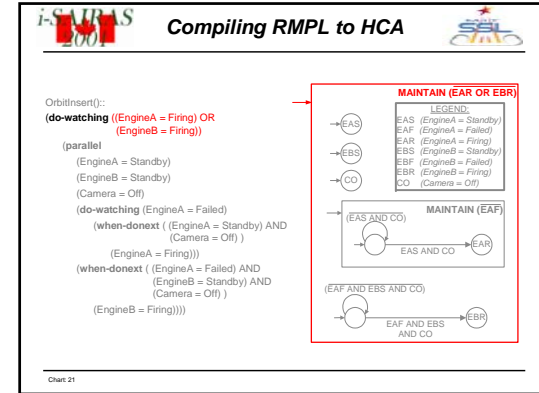 i-SAIRAS
2001
Compiling RMPL to HCA
SSL
OrbitInsert()::
(do-watching ((EngineA = Firing) OR
(EngineB = Firing))
(parallel
(EngineA = Standby)
(EngineB = Standby)
(Camera = Off)
(do-watching (EngineA = Failed)
(when-donext ( (EngineA = Standby) AND
(Camera = Off) )
(EngineA = Firing)))
(when-donext ( (EngineA = Failed) AND
(EngineB = Standby) AND
(Camera = Off) )
(EngineB = Firing))))
MAINTAIN (EAR OR EBR)
EAS
EBS
CO
LEGEND:
EAS (EngineA = Standby)
EAF (EngineA = Failed)
EAR (EngineA = Firing)
EBS (EngineB = Standby)
EBF (EngineB = Failed)
EBR (EngineB = Firing)
CO (Camera = Off)
MAINTAIN (EAF)
(EAS AND CO)
EAS AND CO
EAR
(EAF AND EBS AND CO)
EAF AND EBS
AND CO
EBR
Chart 21